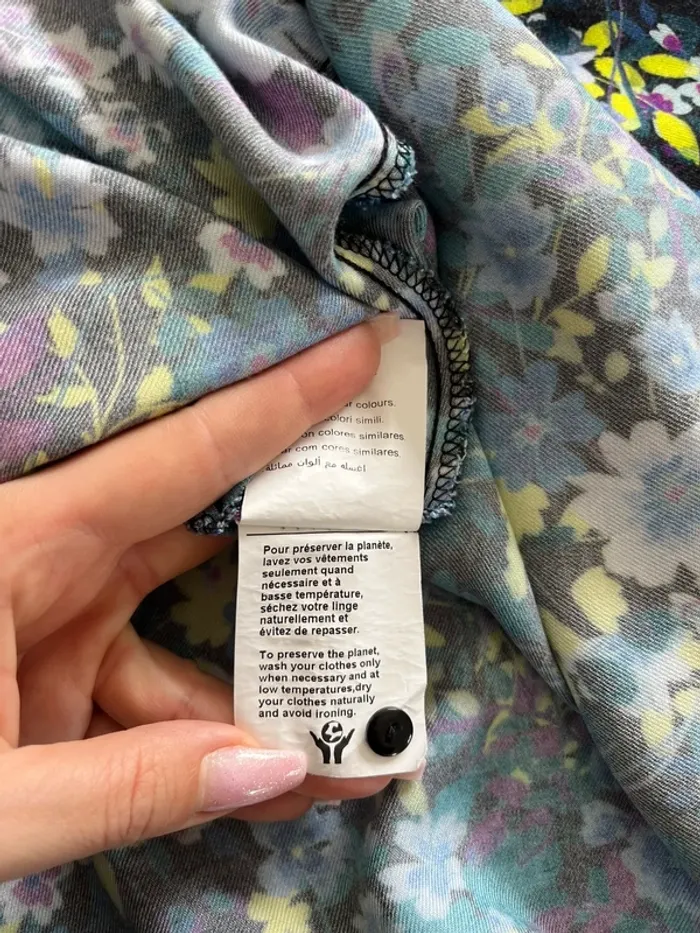 colours.
colori simili.
colores similares
com cores similares.
اغسله مع ألوان مماثلة
Pour préserver la planète,
lavez vos vêtements
seulement quand
nécessaire et à
basse température,
séchez votre linge
naturellement et
évitez de repasser.
To preserve the planet,
wash your clothes only
when necessary and at
low temperatures,dry
your clothes naturally
and avoid ironing.